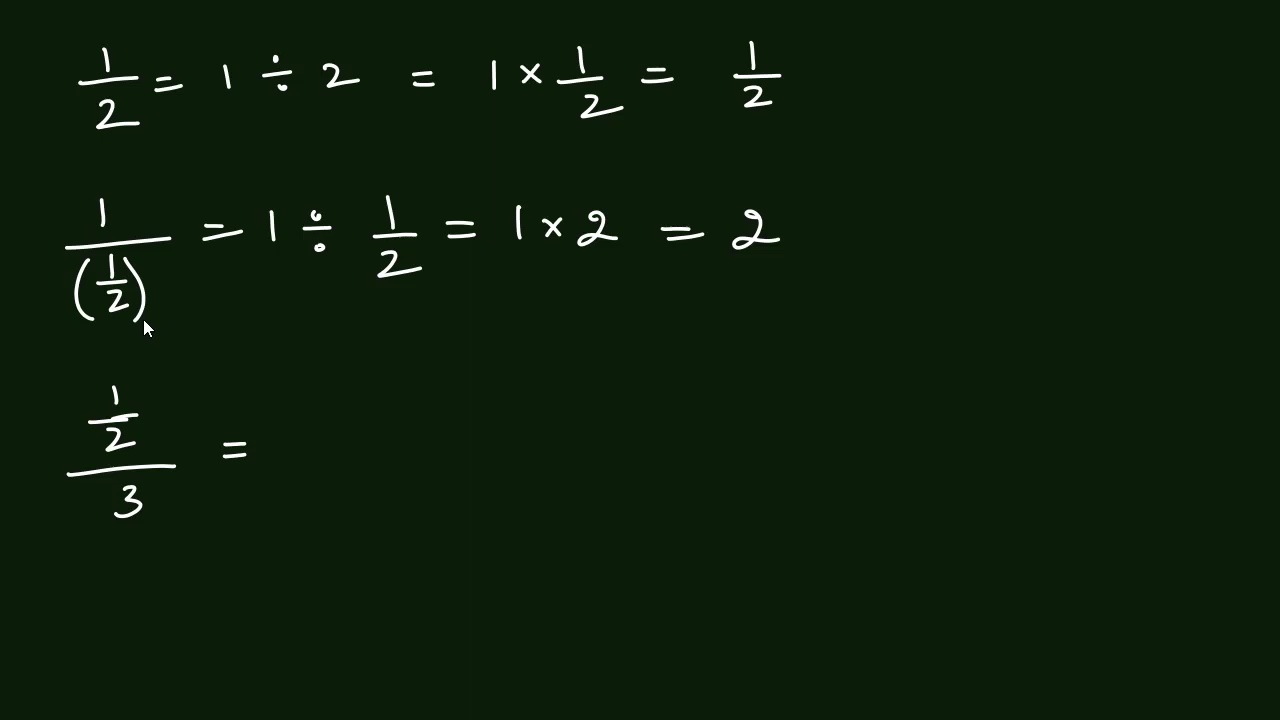 1/2 = 1 ÷ 2 = 1 × 1/2 = 1/2
1/(1/2) = 1 ÷ 1/2 = 1 × 2 = 2
1/2/3 =